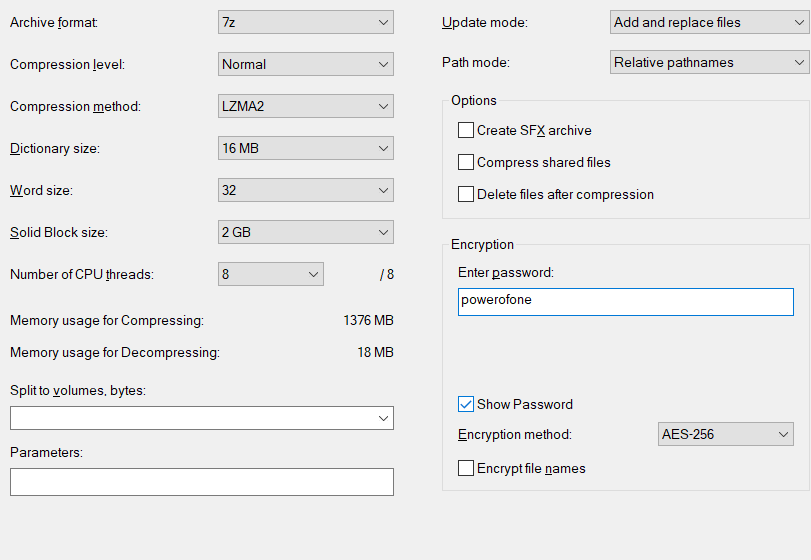 Archive format: 7z
Compression level: Normal
Compression method: LZMA2
Dictionary size: 16 MB
Word size: 32
Solid Block size: 2 GB
Number of CPU threads: 8 / 8
Memory usage for Compressing: 1376 MB
Memory usage for Decompressing: 18 MB
Split to volumes, bytes:
Parameters:
Update mode: Add and replace files
Path mode: Relative pathnames
Options
Create SFX archive
Compress shared files
Delete files after compression
Encryption
Enter password:
powerofone
Show Password
Encryption method: AES-256
Encrypt file names